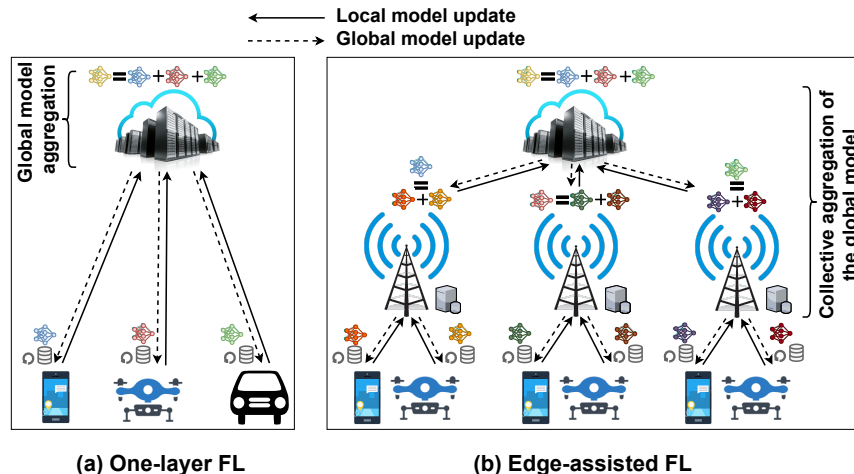 Local model update
Global model update
Global model
aggregation
=
+
+
=
+
+
=
+
=
+
=
+
Collective aggregation of
the global model
(a) One-layer FL
(b) Edge-assisted FL